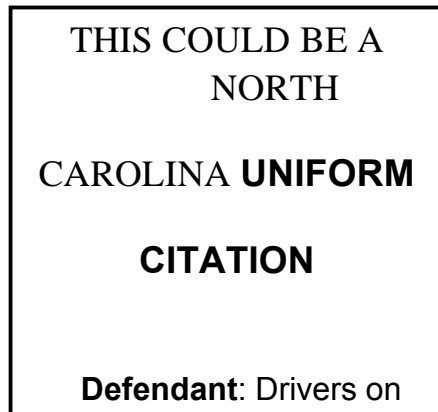 THIS COULD BE A
NORTH
CAROLINA UNIFORM
CITATION
Defendant: Drivers on